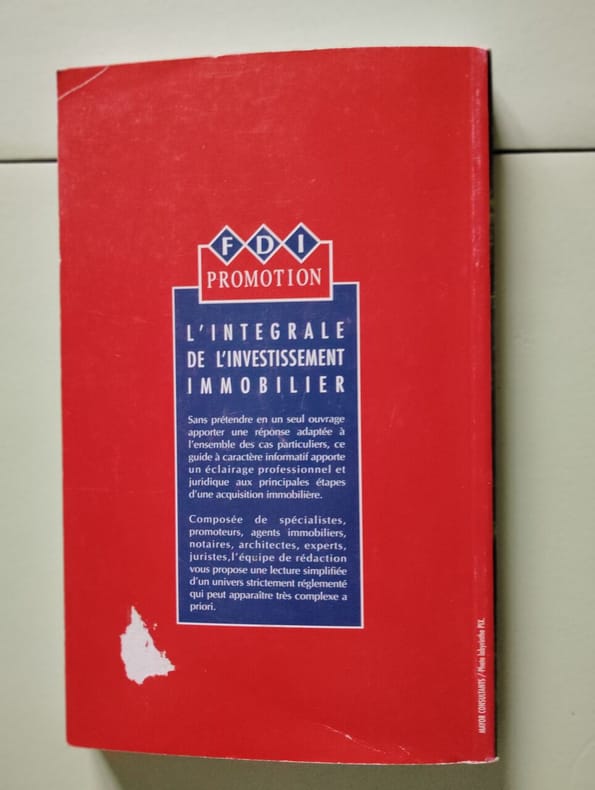 FDI
PROMOTION
L'INTEGRALE
DE L'INVESTISSEMENT
IMMOBILIER
Sans prétendre en un seul ouvrage
apporter une réponse adaptée à
l'ensemble des cas particuliers, ce
guide à caractère informatif apporte
un éclairage professionnel et
juridique aux principales étapes
d'une acquisition immobilière.
Composée de spécialistes,
promoteurs, agents immobiliers,
notaires, architectes, experts,
juristes,l'équipe de rédaction
vous propose une lecture simplifiée
d'un univers strictement réglementé
qui peut apparaître très complexe a
priori.
MAYOR CONSULTANTS / Photo labyrinthe PIX.